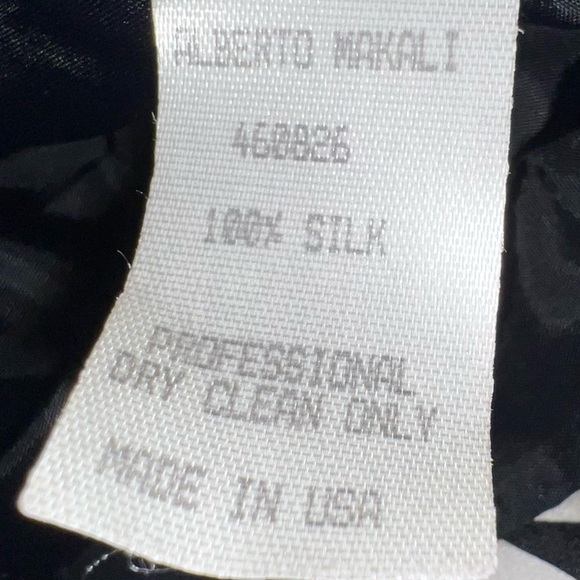 ALBERTO MAKALI
460826
100% SILK
PROFESSIONAL
DRY CLEAN ONLY
MADE IN USA